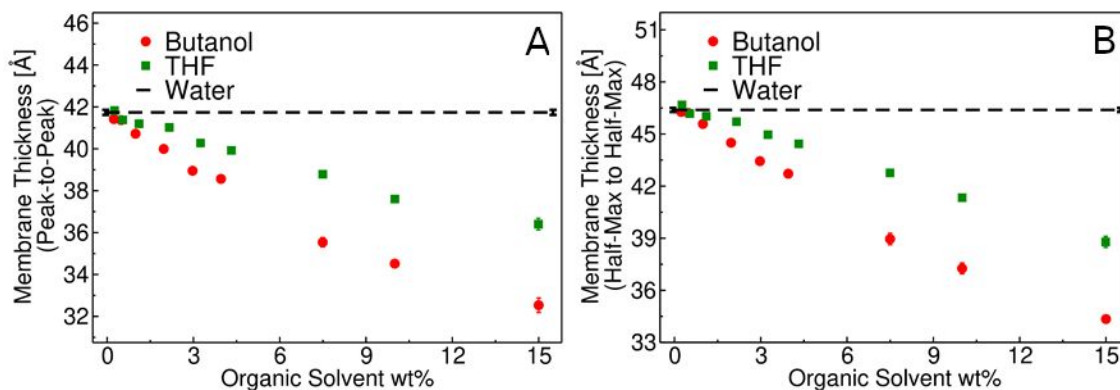 46
44
42
40
38
36
34
32
Membrane Thickness [Å]
(Peak-to-Peak)
Butanol
THF
Water
A
0
3
6
9
12
15
Organic Solvent wt%
51
48
45
42
39
36
33
Membrane Thickness [Å]
(Half-Max to Half-Max)
Butanol
THF
Water
B
0
3
6
9
12
15
Organic Solvent wt%